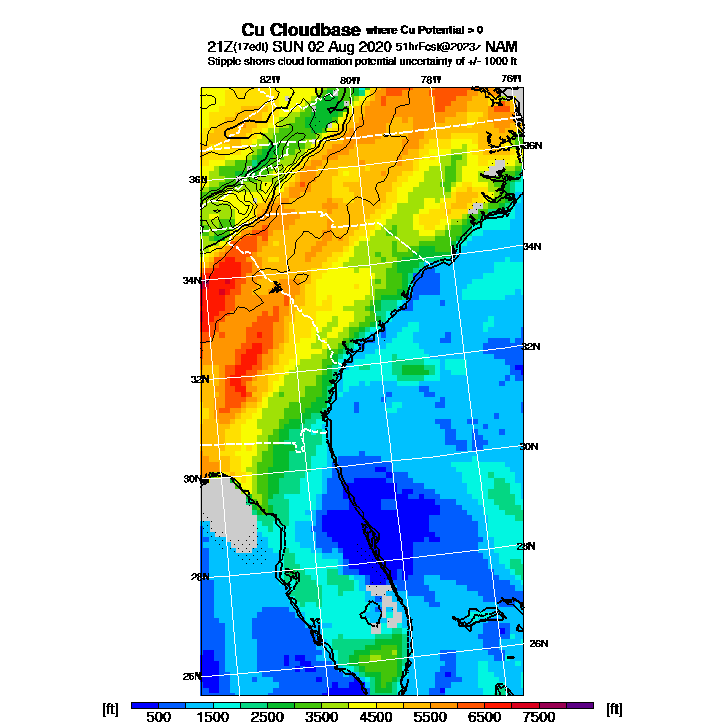 Cu Cloudbase where Cu Potential > 0
21Z(17edt) SUN 02 Aug 2020 51hrFcst@2023z NAM
Stipple shows cloud formation potential uncertainty of +/- 1000 ft
82W 80W 78W 76W
36N
36N
34N
34N
32N
32N
30N
30N
28N
28N
26N
26N
[ft] 500 1500 2500 3500 4500 5500 6500 7500 [ft]